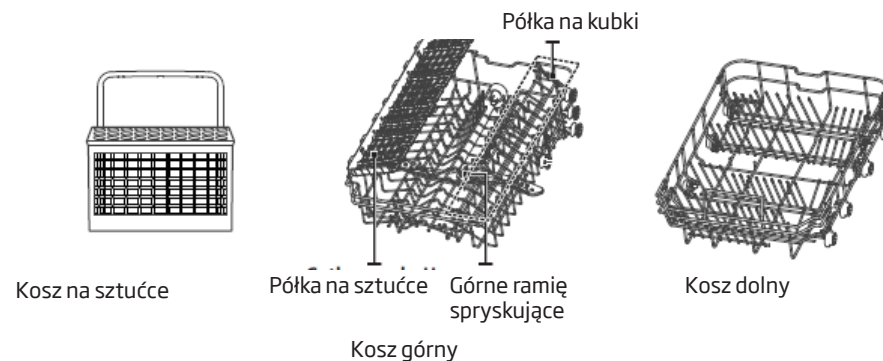 Półka na kubki
Kosz na sztućce
Półka na sztućce
Górne ramię
spryskujące
Kosz dolny
Kosz górny